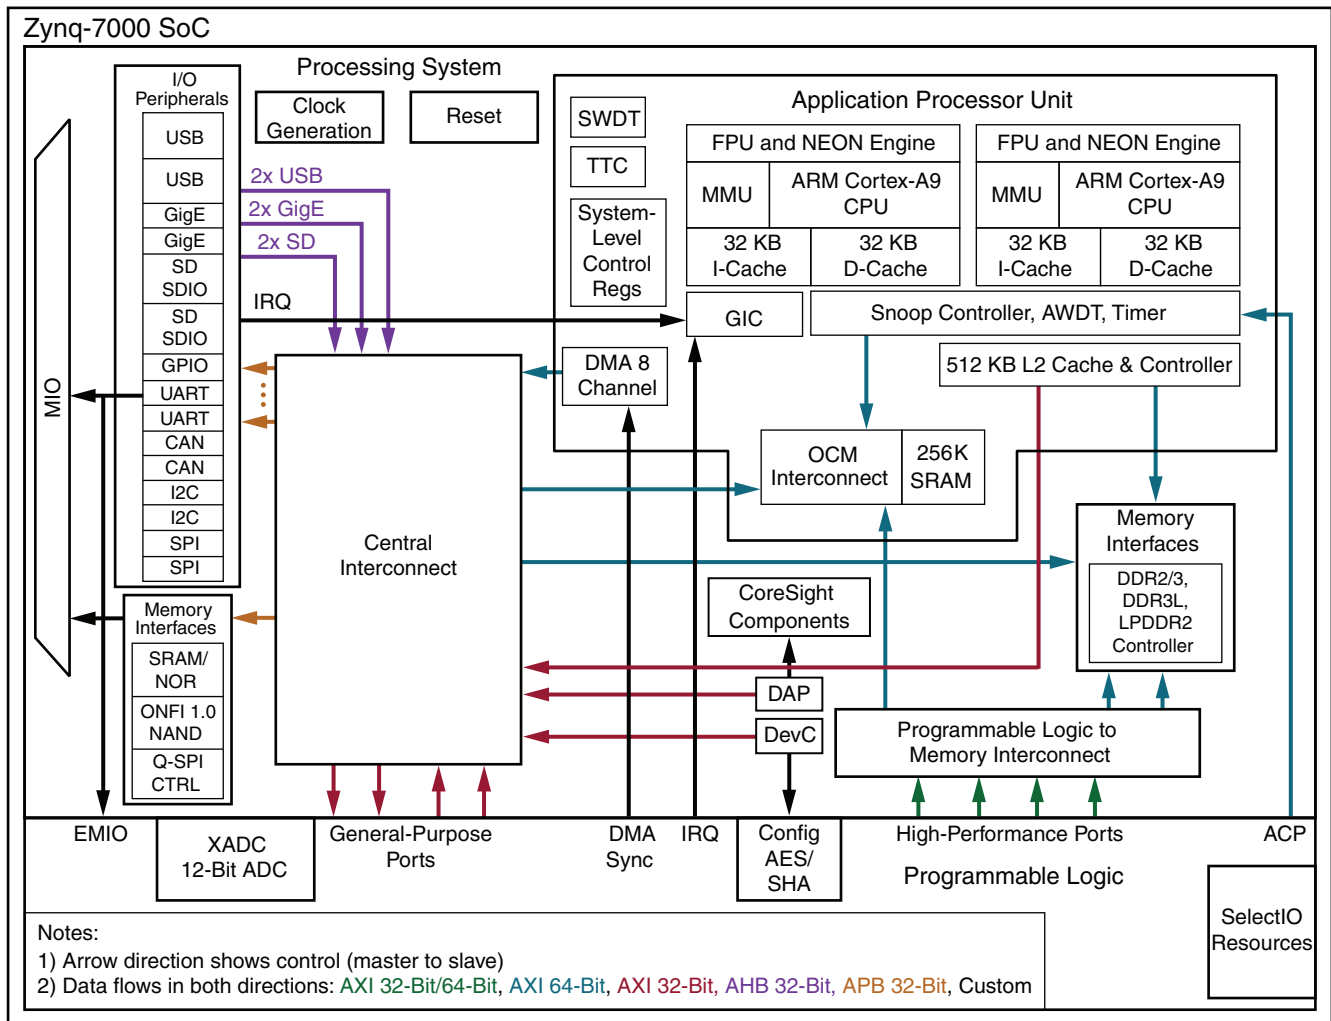 Zynq-7000 SoC
Processing System
I/O
Peripherals
USB
USB
GigE
GigE
SD
SDIO
SD
SDIO
GPIO
UART
UART
CAN
CAN
I2C
I2C
SPI
SPI
MIO
Clock
Generation
Reset
2x USB
2x GigE
2x SD
IRQ
Application Processor Unit
SWDT
TTC
System-
Level
Control
Regs
FPU and NEON Engine
MMU
ARM Cortex-A9
CPU
32 KB
I-Cache
32 KB
D-Cache
FPU and NEON Engine
MMU
ARM Cortex-A9
CPU
32 KB
I-Cache
32 KB
D-Cache
GIC
Snoop Controller, AWDT, Timer
DMA 8
Channel
512 KB L2 Cache & Controller
OCM
Interconnect
256K
SRAM
Central
Interconnect
Memory
Interfaces
DDR2/3,
DDR3L,
LPDDR2
Controller
CoreSight
Components
DAP
DevC
Programmable Logic to
Memory Interconnect
Memory
Interfaces
SRAM/
NOR
ONFI 1.0
NAND
Q-SPI
CTRL
EMIO
XADC
12-Bit ADC
General-Purpose
Ports
DMA
Sync
IRQ
Config
AES/
SHA
High-Performance Ports
ACP
Programmable Logic
SelectIO
Resources
Notes:
1) Arrow direction shows control (master to slave)
2) Data flows in both directions: AXI 32-Bit/64-Bit, AXI 64-Bit, AXI 32-Bit, AHB 32-Bit, APB 32-Bit, Custom